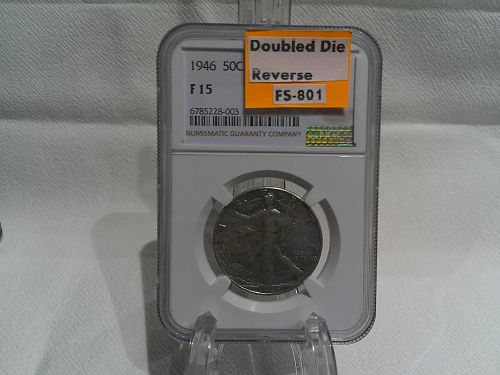 Doubled Die
Reverse
FS-801
1946 50C
F 15
6785228-003
NUMISMATIC GUARANTY COMPANY